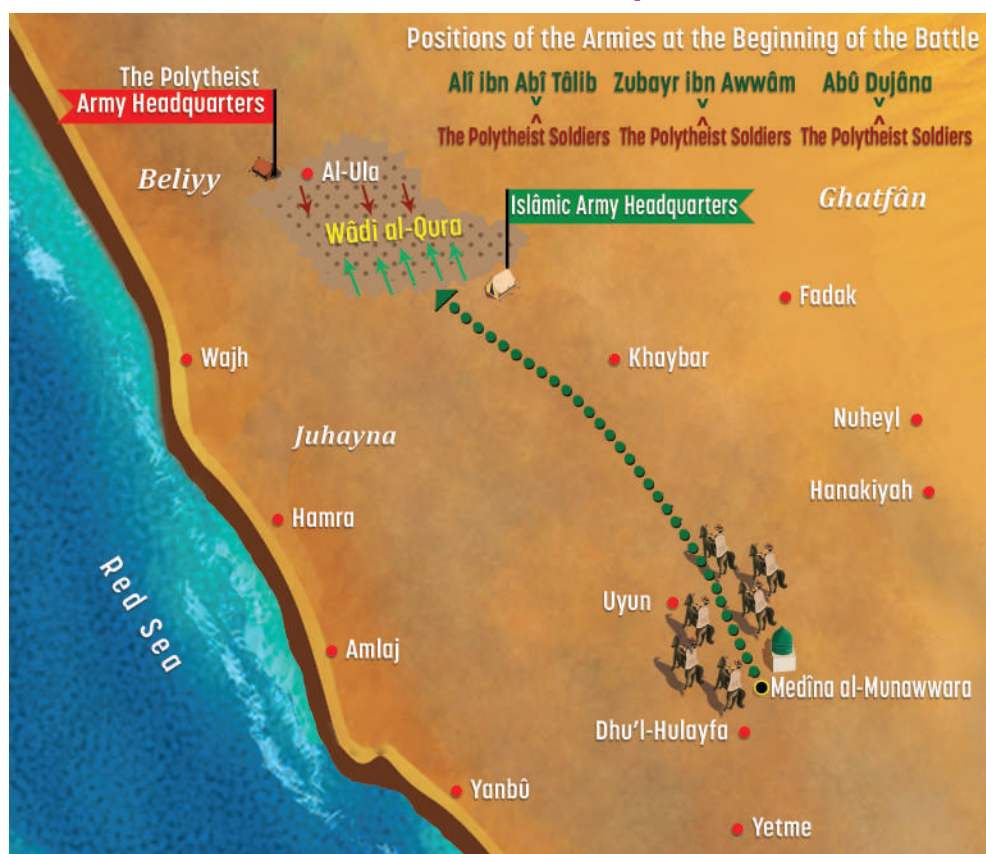 Positions of the Armies at the Beginning of the Battle
Alî ibn Abî Tâlib
Zubayr ibn Awwâm
Abû Dujâna
The Polytheist Soldiers
The Polytheist Soldiers
The Polytheist Soldiers
The Polytheist
Army Headquarters
Beliyy
Al-Ula
Islâmic Army Headquarters
Ghatfân
Wâdi al-Qura
Fadak
Wajh
Khaybar
Nuheyl
Juhayna
Hanakiyah
Hamra
Red Sea
Uyun
Amlaj
Medîna al-Munawwara
Dhu'l-Hulayfa
Yanbû
Yetme